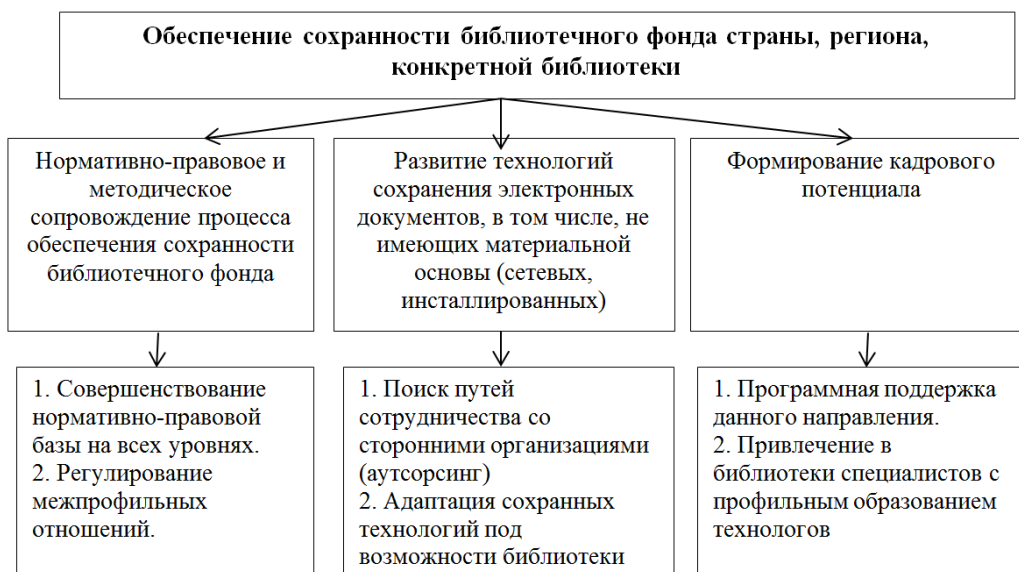 Обеспечение сохранности библиотечного фонда страны, региона,
конкретной библиотеки
Нормативно-правовое и
методическое
сопровождение процесса
обеспечения сохранности
библиотечного фонда
Развитие технологий
сохранения электронных
документов, в том числе, не
имеющих материальной
основы (сетевых,
инсталлированных)
Формирование кадрового
потенциала
1. Совершенствование
нормативно-правовой
базы на всех уровнях.
2. Регулирование
межпрофильных
отношений.
1. Поиск путей
сотрудничества со
сторонними организациями
(аутсорсинг)
2. Адаптация сохранных
технологий под
возможности библиотеки
1. Программная поддержка
данного направления.
2. Привлечение в
библиотеки специалистов с
профильным образованием
технологов